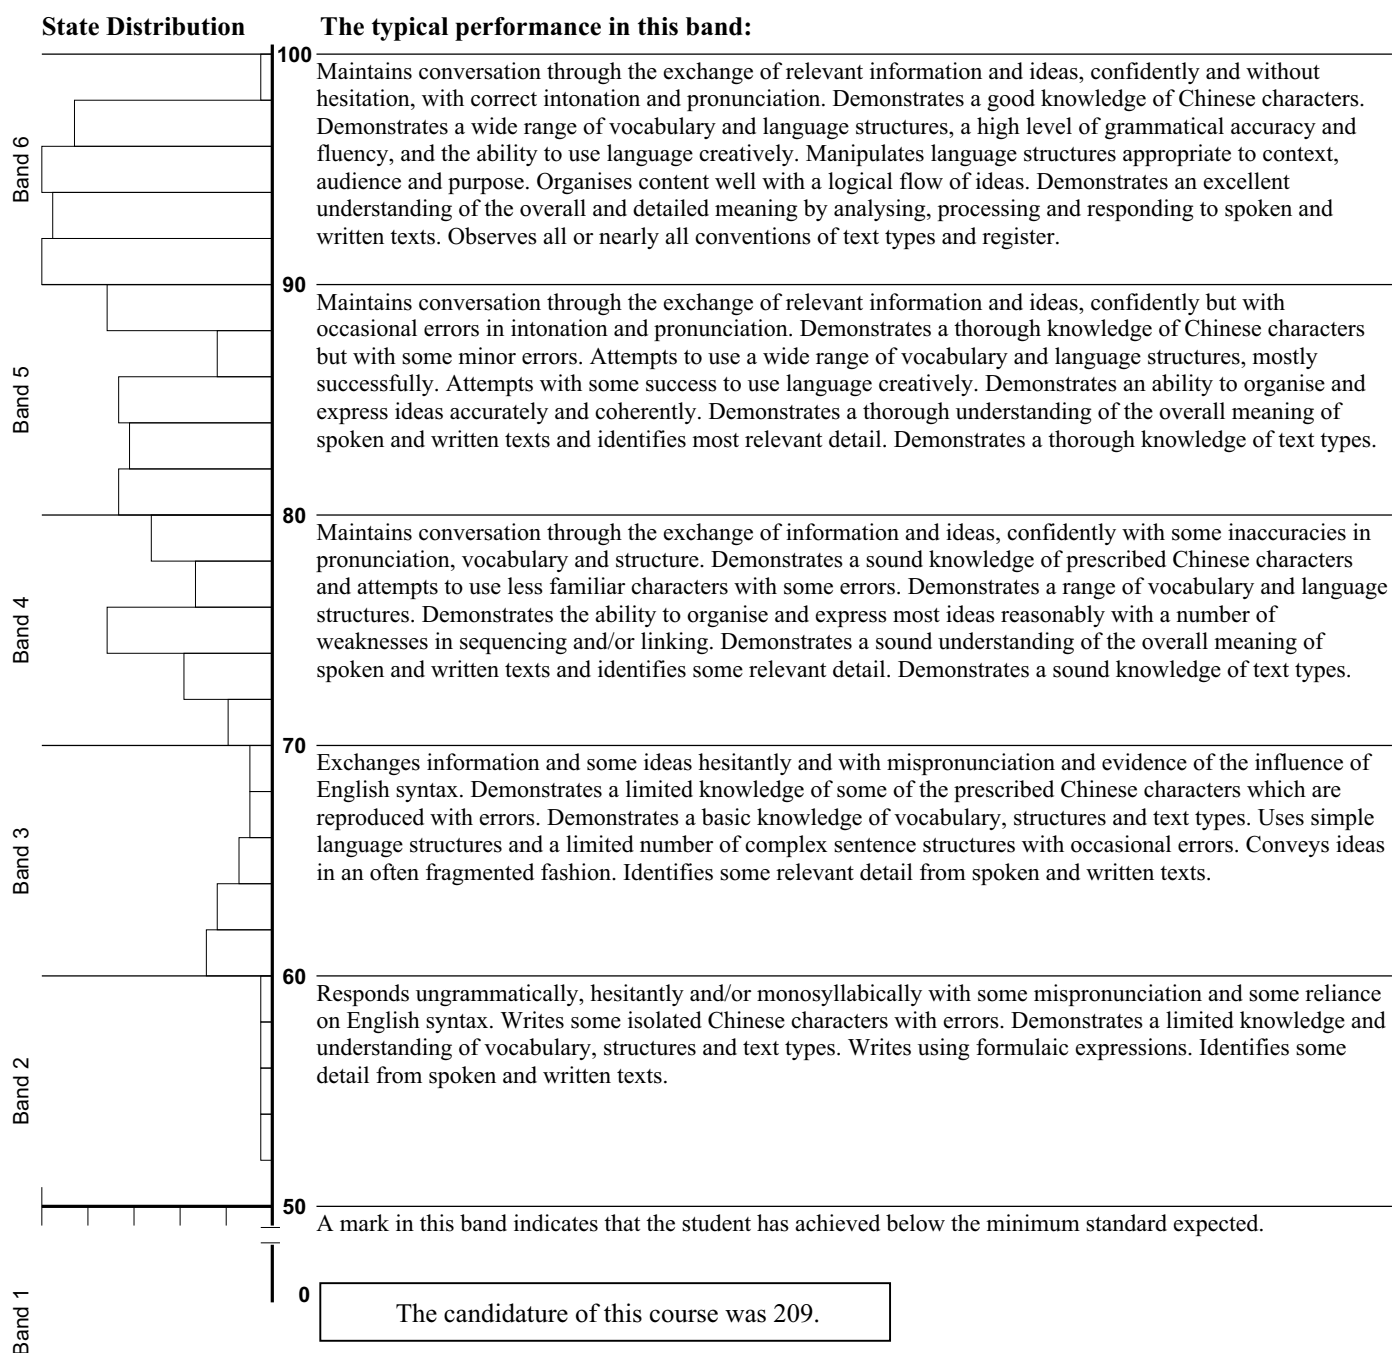 State Distribution
The typical performance in this band:
100
Band 6
Maintains conversation through the exchange of relevant information and ideas, confidently and without
hesitation, with correct intonation and pronunciation. Demonstrates a good knowledge of Chinese characters.
Demonstrates a wide range of vocabulary and language structures, a high level of grammatical accuracy and
fluency, and the ability to use language creatively. Manipulates language structures appropriate to context,
audience and purpose. Organises content well with a logical flow of ideas. Demonstrates an excellent
understanding of the overall and detailed meaning by analysing, processing and responding to spoken and
written texts. Observes all or nearly all conventions of text types and register.
90
Band 5
Maintains conversation through the exchange of relevant information and ideas, confidently but with
occasional errors in intonation and pronunciation. Demonstrates a thorough knowledge of Chinese characters
but with some minor errors. Attempts to use a wide range of vocabulary and language structures, mostly
successfully. Attempts with some success to use language creatively. Demonstrates an ability to organise and
express ideas accurately and coherently. Demonstrates a thorough understanding of the overall meaning of
spoken and written texts and identifies most relevant detail. Demonstrates a thorough knowledge of text types.
80
Band 4
Maintains conversation through the exchange of information and ideas, confidently with some inaccuracies in
pronunciation, vocabulary and structure. Demonstrates a sound knowledge of prescribed Chinese characters
and attempts to use less familiar characters with some errors. Demonstrates a range of vocabulary and language
structures. Demonstrates the ability to organise and express most ideas reasonably with a number of
weaknesses in sequencing and/or linking. Demonstrates a sound understanding of the overall meaning of
spoken and written texts and identifies some relevant detail. Demonstrates a sound knowledge of text types.
70
Band 3
Exchanges information and some ideas hesitantly and with mispronunciation and evidence of the influence of
English syntax. Demonstrates a limited knowledge of some of the prescribed Chinese characters which are
reproduced with errors. Demonstrates a basic knowledge of vocabulary, structures and text types. Uses simple
language structures and a limited number of complex sentence structures with occasional errors. Conveys ideas
in an often fragmented fashion. Identifies some relevant detail from spoken and written texts.
60
Band 2
Responds ungrammatically, hesitantly and/or monosyllabically with some mispronunciation and some reliance
on English syntax. Writes some isolated Chinese characters with errors. Demonstrates a limited knowledge and
understanding of vocabulary, structures and text types. Writes using formulaic expressions. Identifies some
detail from spoken and written texts.
50
A mark in this band indicates that the student has achieved below the minimum standard expected.
Band 1
0
The candidature of this course was 209.